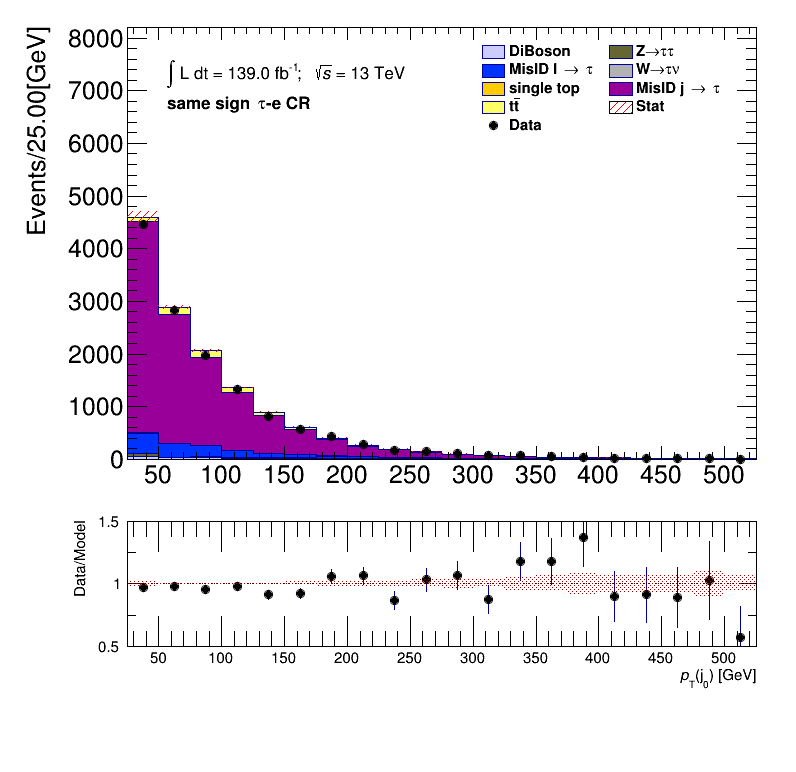 Events/25.00[GeV]
8000
7000
6000
5000
4000
3000
2000
1000
0
∫ L dt = 139.0 fb⁻¹; √s = 13 TeV
same sign τ-e CR
DiBoson
MisID l → τ
single top
tt̄
Data
Z→ττ
W→τν
MisID j → τ
Stat
50 100 150 200 250 300 350 400 450 500
Data/Model
1.5
1
0.5
50 100 150 200 250 300 350 400 450 500
p_T(j_0) [GeV]